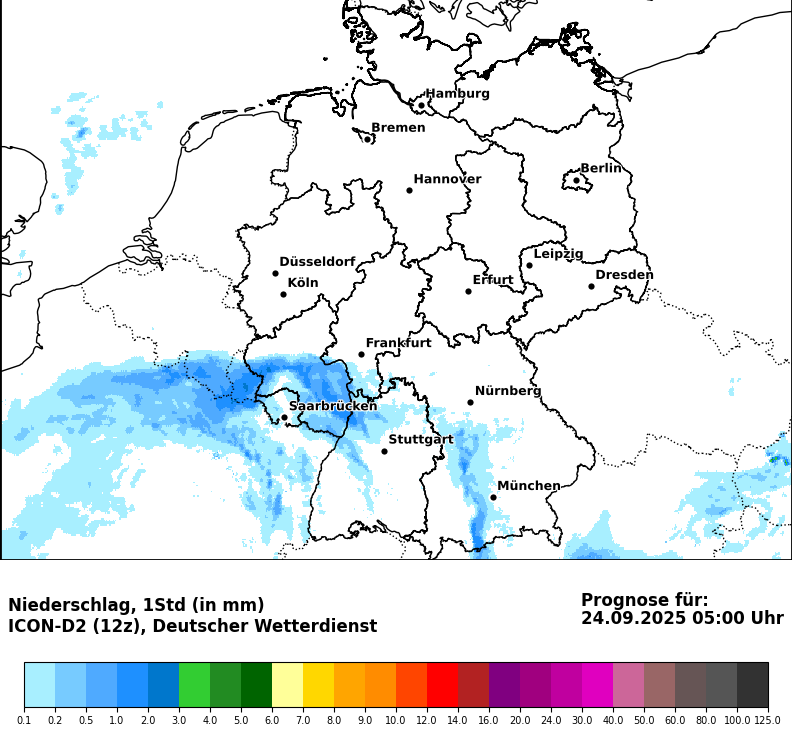 Hamburg
Bremen
Berlin
Hannover
Leipzig
Düsseldorf
Dresden
Köln
Erfurt
Frankfurt
Nürnberg
Saarbrücken
Stuttgart
München
Niederschlag, 1Std (in mm)
ICON-D2 (12z), Deutscher Wetterdienst
Prognose für:
24.09.2025 05:00 Uhr
0.1 0.2 0.5 1.0 2.0 3.0 4.0 5.0 6.0 7.0 8.0 9.0 10.0 12.0 14.0 16.0 20.0 24.0 30.0 40.0 50.0 60.0 80.0 100.0 125.0